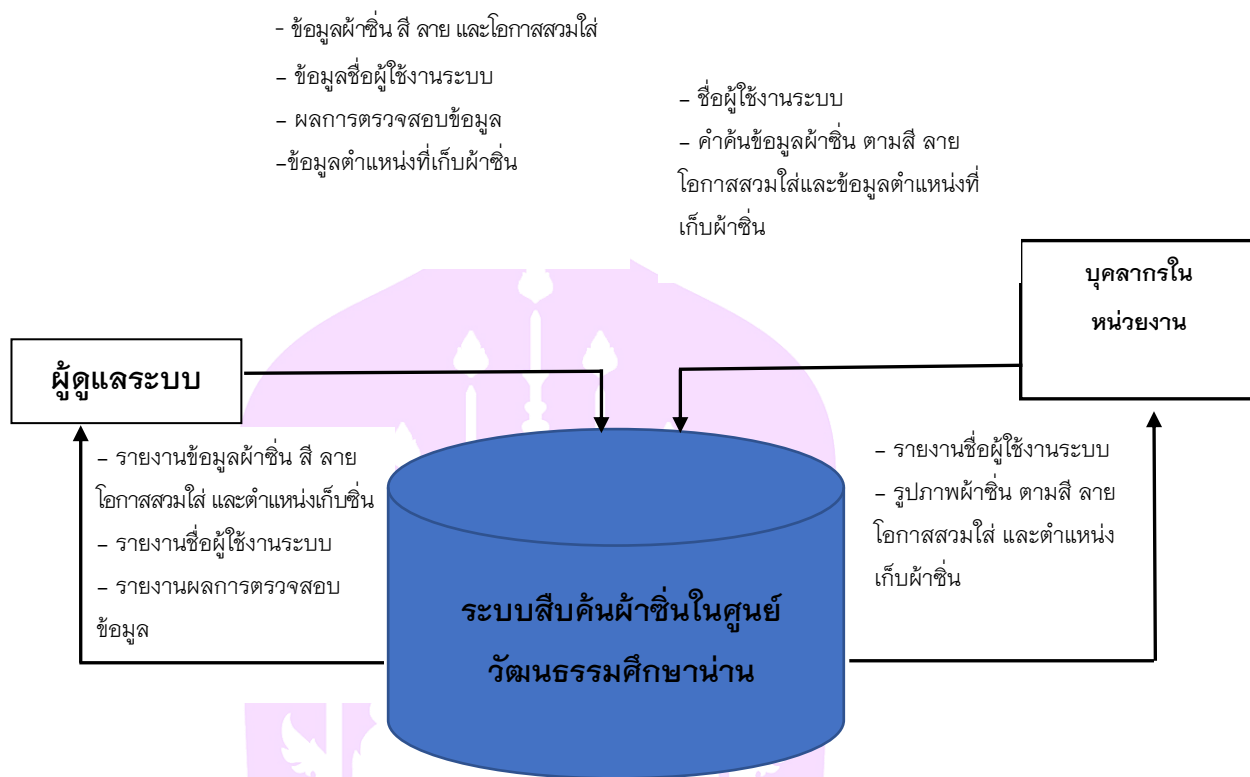 - ข้อมูลผ้าซิ่น สี ลาย และโอกาสสวมใส่
- ข้อมูลชื่อผู้ใช้งานระบบ
- ผลการตรวจสอบข้อมูล
-ข้อมูลตำแหน่งที่เก็บผ้าซิ่น
- ชื่อผู้ใช้งานระบบ
- คำค้นข้อมูลผ้าซิ่น ตามสี ลาย
โอกาสสวมใส่และข้อมูลตำแหน่งที่
เก็บผ้าซิ่น
บุคลากรใน
หน่วยงาน
ผู้ดูแลระบบ
- รายงานข้อมูลผ้าซิ่น สี ลาย
โอกาสสวมใส่ และตำแหน่งเก็บซิ่น
- รายงานชื่อผู้ใช้งานระบบ
- รายงานผลการตรวจสอบ
ข้อมูล
- รายงานชื่อผู้ใช้งานระบบ
- รูปภาพผ้าซิ่น ตามสี ลาย
โอกาสสวมใส่ และตำแหน่ง
เก็บผ้าซิ่น
ระบบสืบค้นผ้าซิ่นในศูนย์
วัฒนธรรมศึกษาน่าน